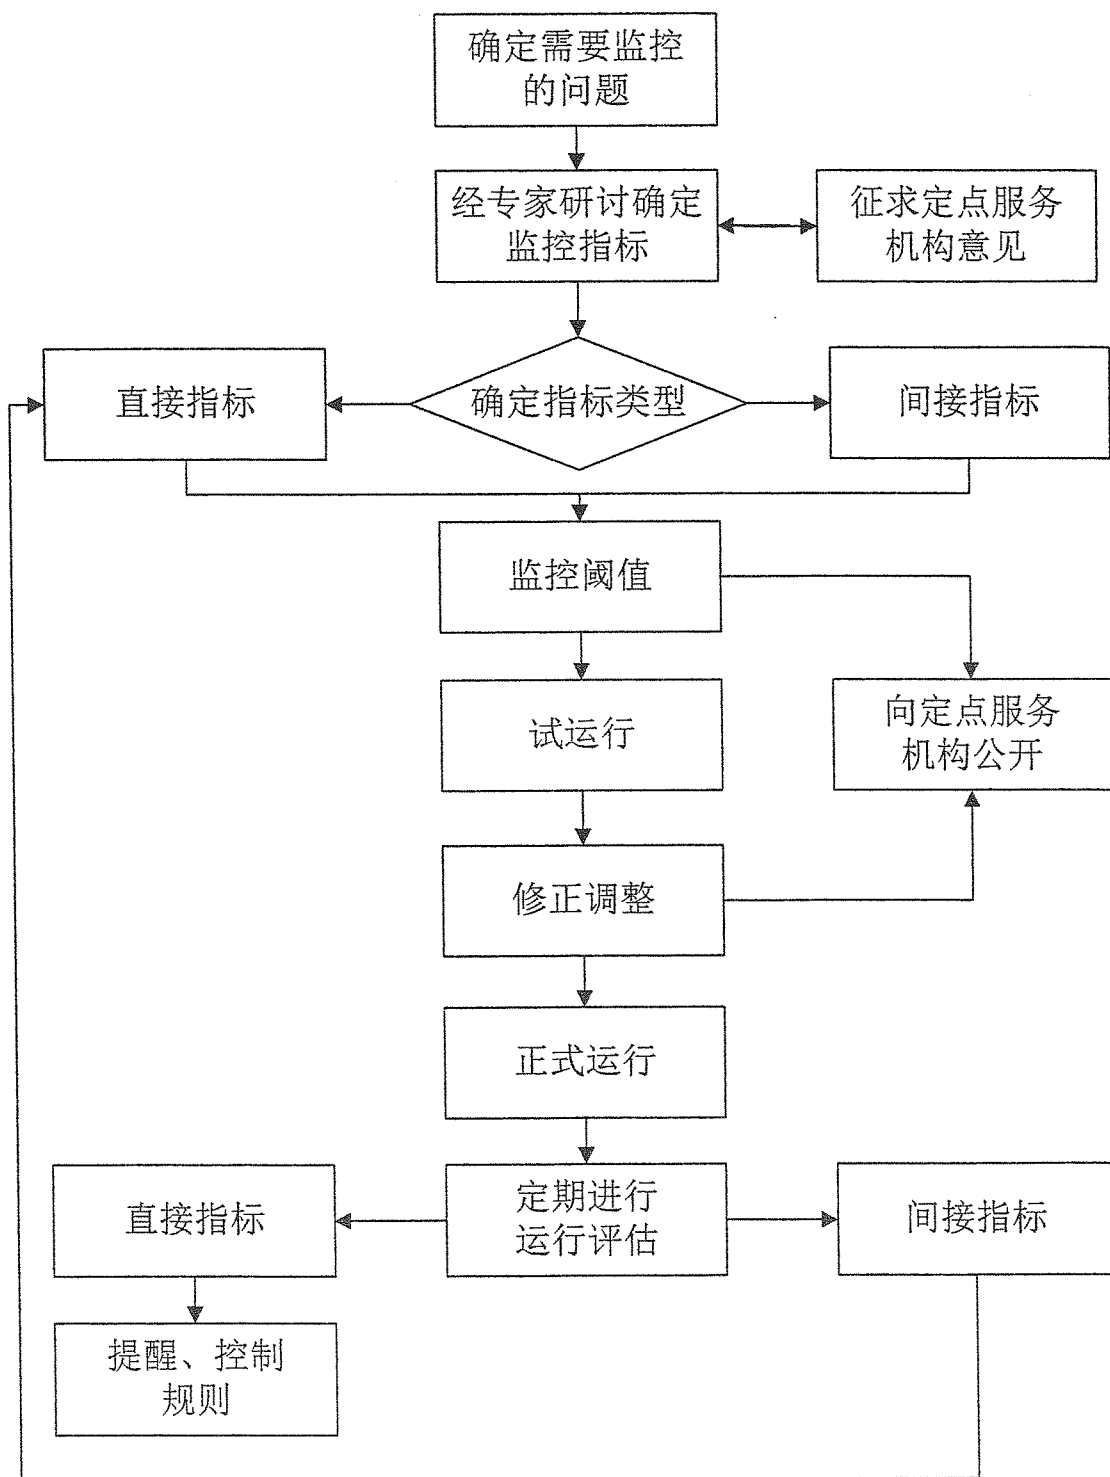 确定需要监控
的问题
经专家研讨确定
监控指标
征求定点服务
机构意见
直接指标
确定指标类型
间接指标
监控阈值
试运行
向定点服务
机构公开
修正调整
正式运行
直接指标
定期进行
运行评估
间接指标
提醒、控制
规则